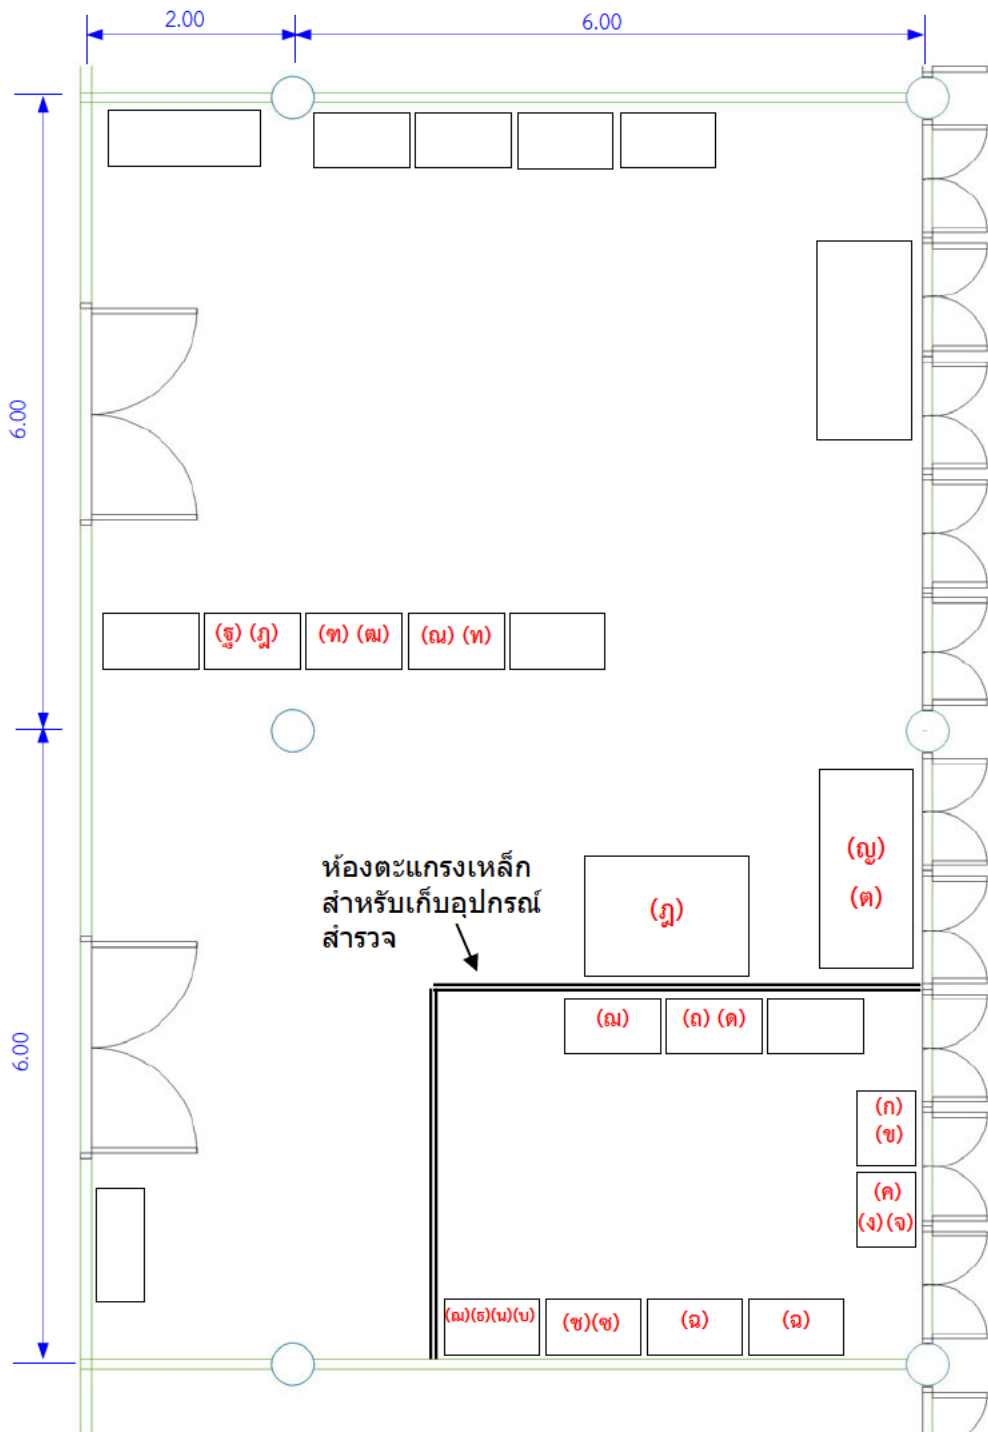 2.00
6.00
6.00
(ฐ) (ฎ)
(ฑ) (ฒ)
(ณ) (ท)
ห้องตะแกรงเหล็ก
สำหรับเก็บอุปกรณ์
สำรวจ
(ฎ)
(ญ)
(ต)
6.00
(ฌ)
(ถ) (ด)
(ก)
(ข)
(ค)
(ง)(จ)
(ฌ)(ธ)(น)(บ)
(ช)(ซ)
(ฉ)
(ฉ)